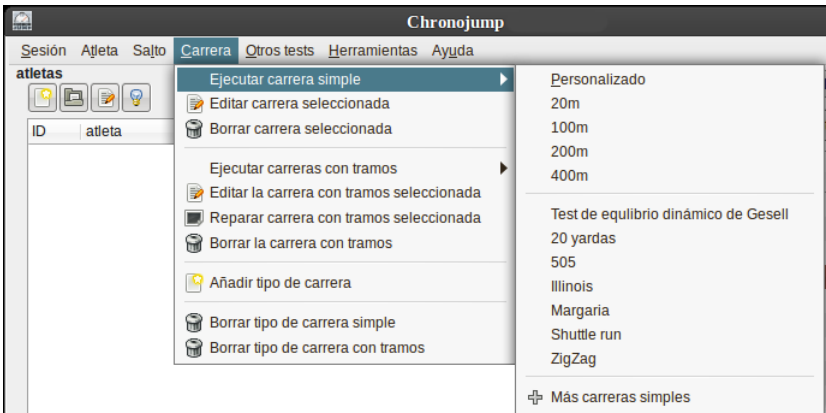 Chronojump
Sesión Atleta Salto Carrera Otros tests Herramientas Ayuda
atletas
ID atleta
Ejecutar carrera simple
Editar carrera seleccionada
Borrar carrera seleccionada
Ejecutar carreras con tramos
Editar la carrera con tramos seleccionada
Reparar carrera con tramos seleccionada
Borrar la carrera con tramos
Añadir tipo de carrera
Borrar tipo de carrera simple
Borrar tipo de carrera con tramos
Personalizado
20m
100m
200m
400m
Test de equlibrio dinámico de Gesell
20 yardas
505
Illinois
Margaria
Shuttle run
ZigZag
Más carreras simples